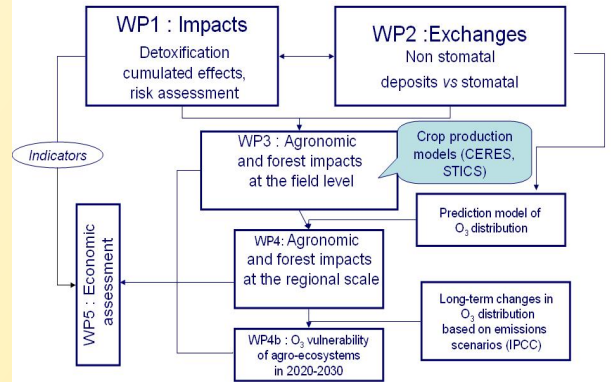 WP1 : Impacts
Detoxification
cumulated effects,
risk assessment
WP2 :Exchanges
Non stomatal
deposits vs stomatal
Indicators
WP3 : Agronomic
and forest impacts
at the field level
Crop production
models (CERES,
STICS)
Prediction model of
O3 distribution
WP4: Agronomic
and forest impacts
at the regional scale
WP5 : Economic
assessment
Long-term changes in
O3 distribution
based on emissions
scenarios (IPCC)
WP4b : O3 vulnerability
of agro-ecosystems
in 2020-2030